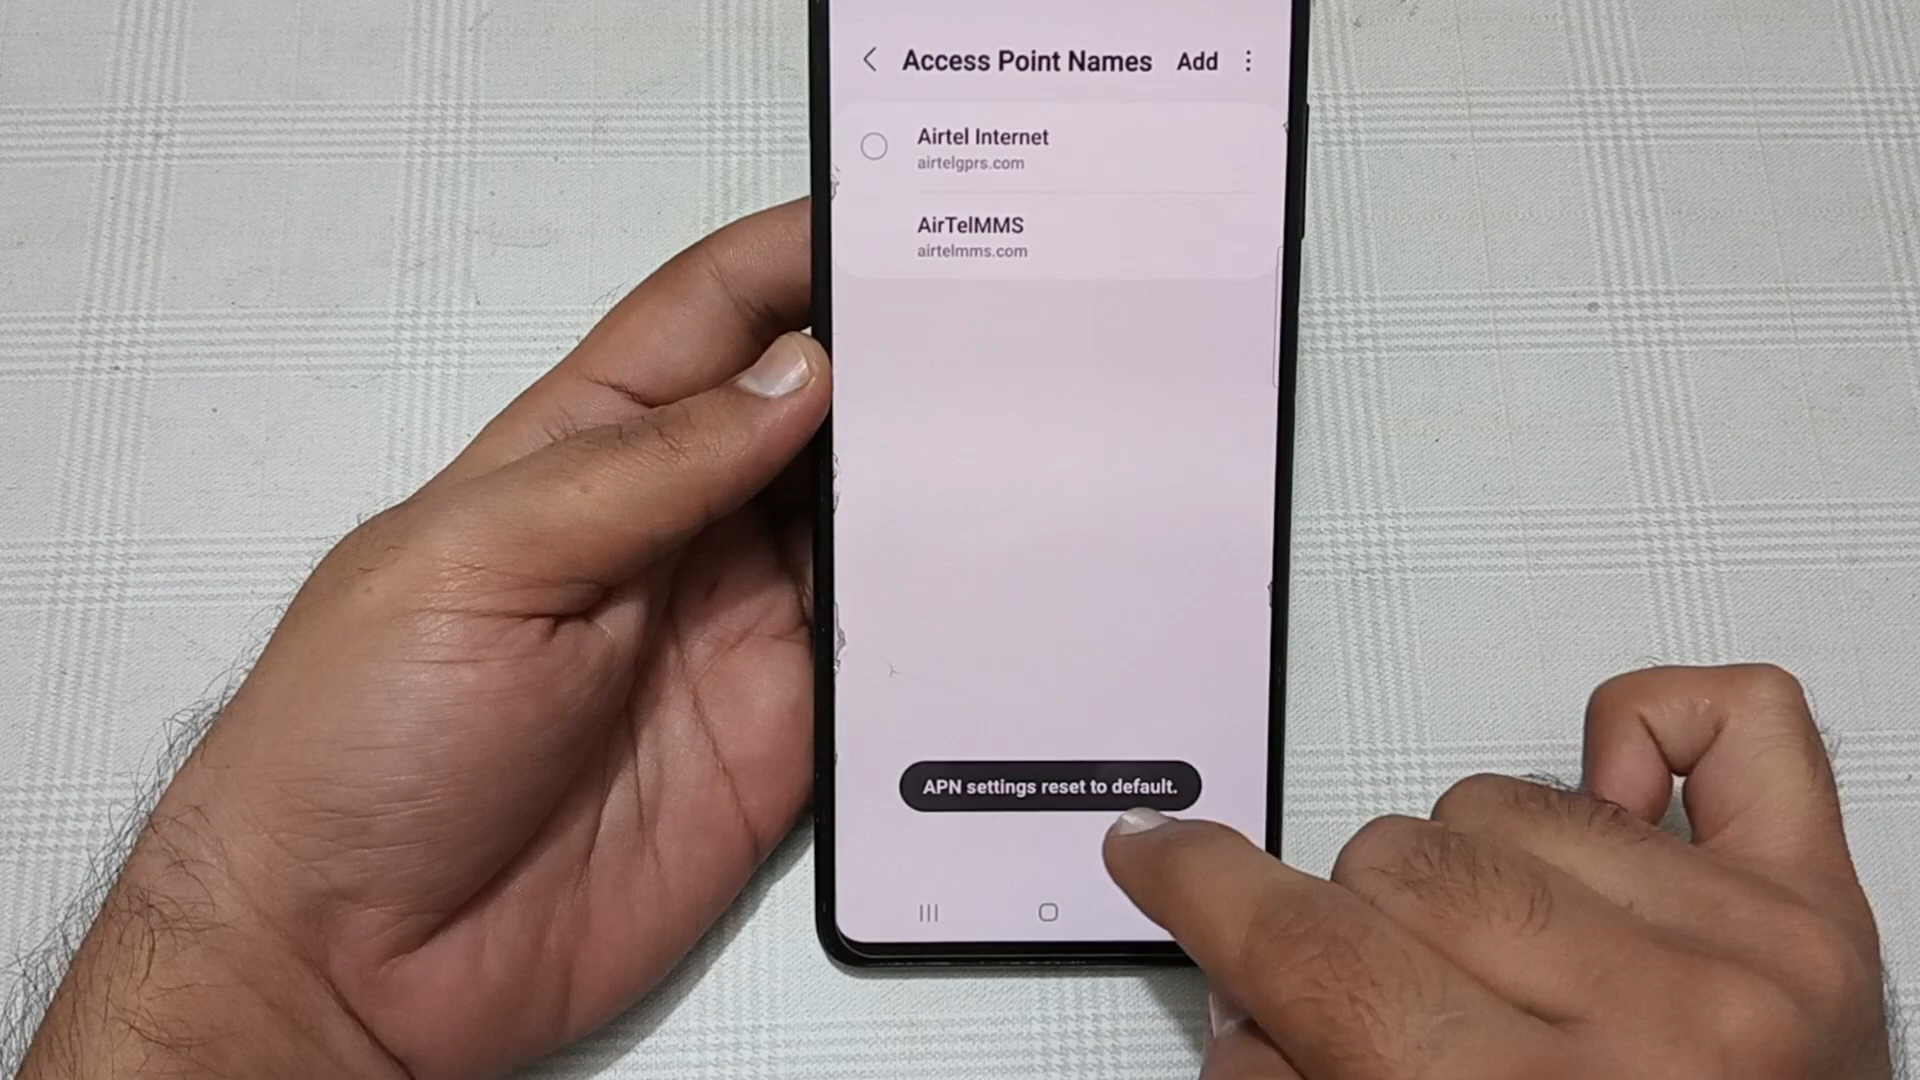 Access Point Names Add
Airtel Internet
airtelgprs.com
AirTelMMS
airtelmms.com
APN settings reset to default.